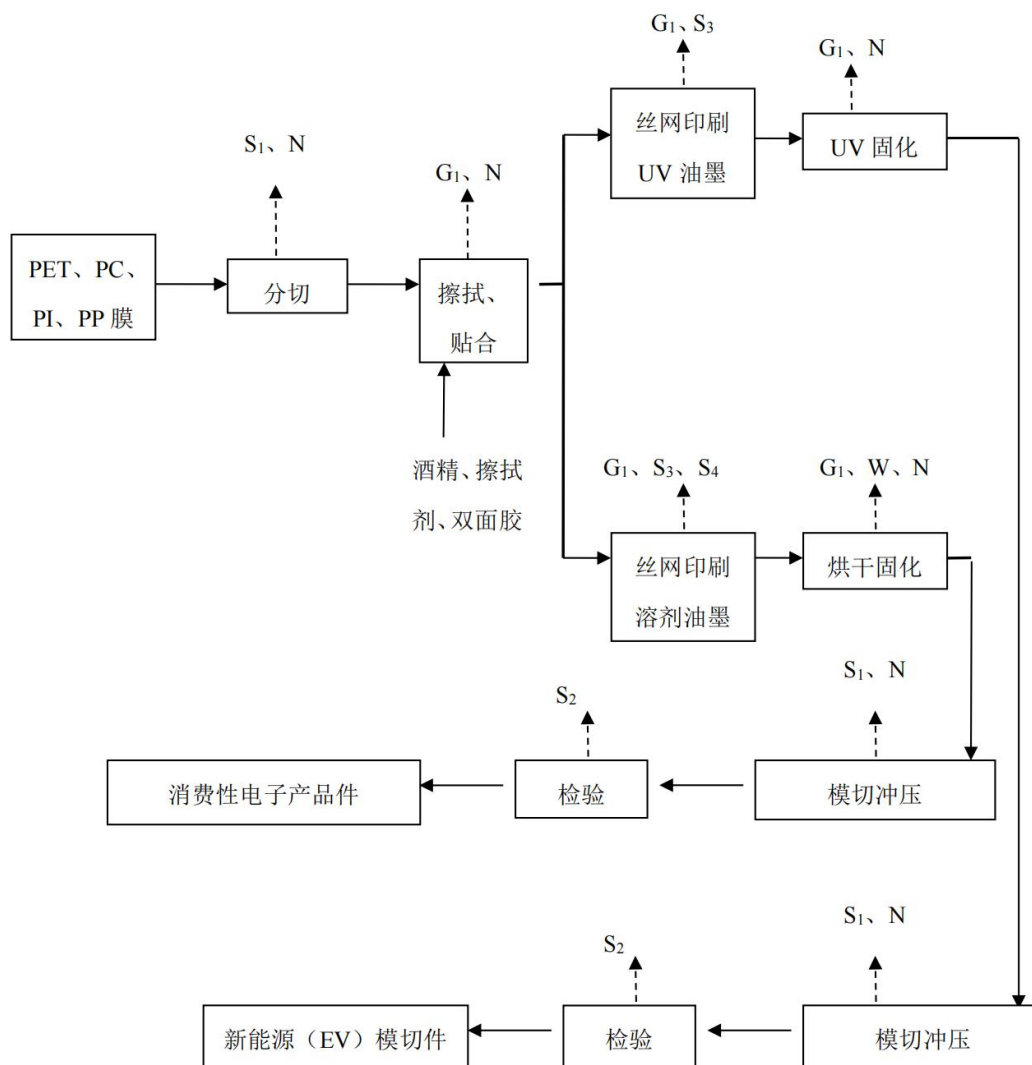 G₁、S₃
G₁、N
丝网印刷
UV 油墨
UV 固化
S₁、N
G₁、N
PET、PC、
PI、PP 膜
分切
擦拭、
贴合
酒精、擦拭
剂、双面胶
G₁、S₃、S₄
G₁、W、N
丝网印刷
溶剂油墨
烘干固化
S₁、N
S₂
消费性电子产品件
检验
模切冲压
S₁、N
S₂
新能源（EV）模切件
检验
模切冲压